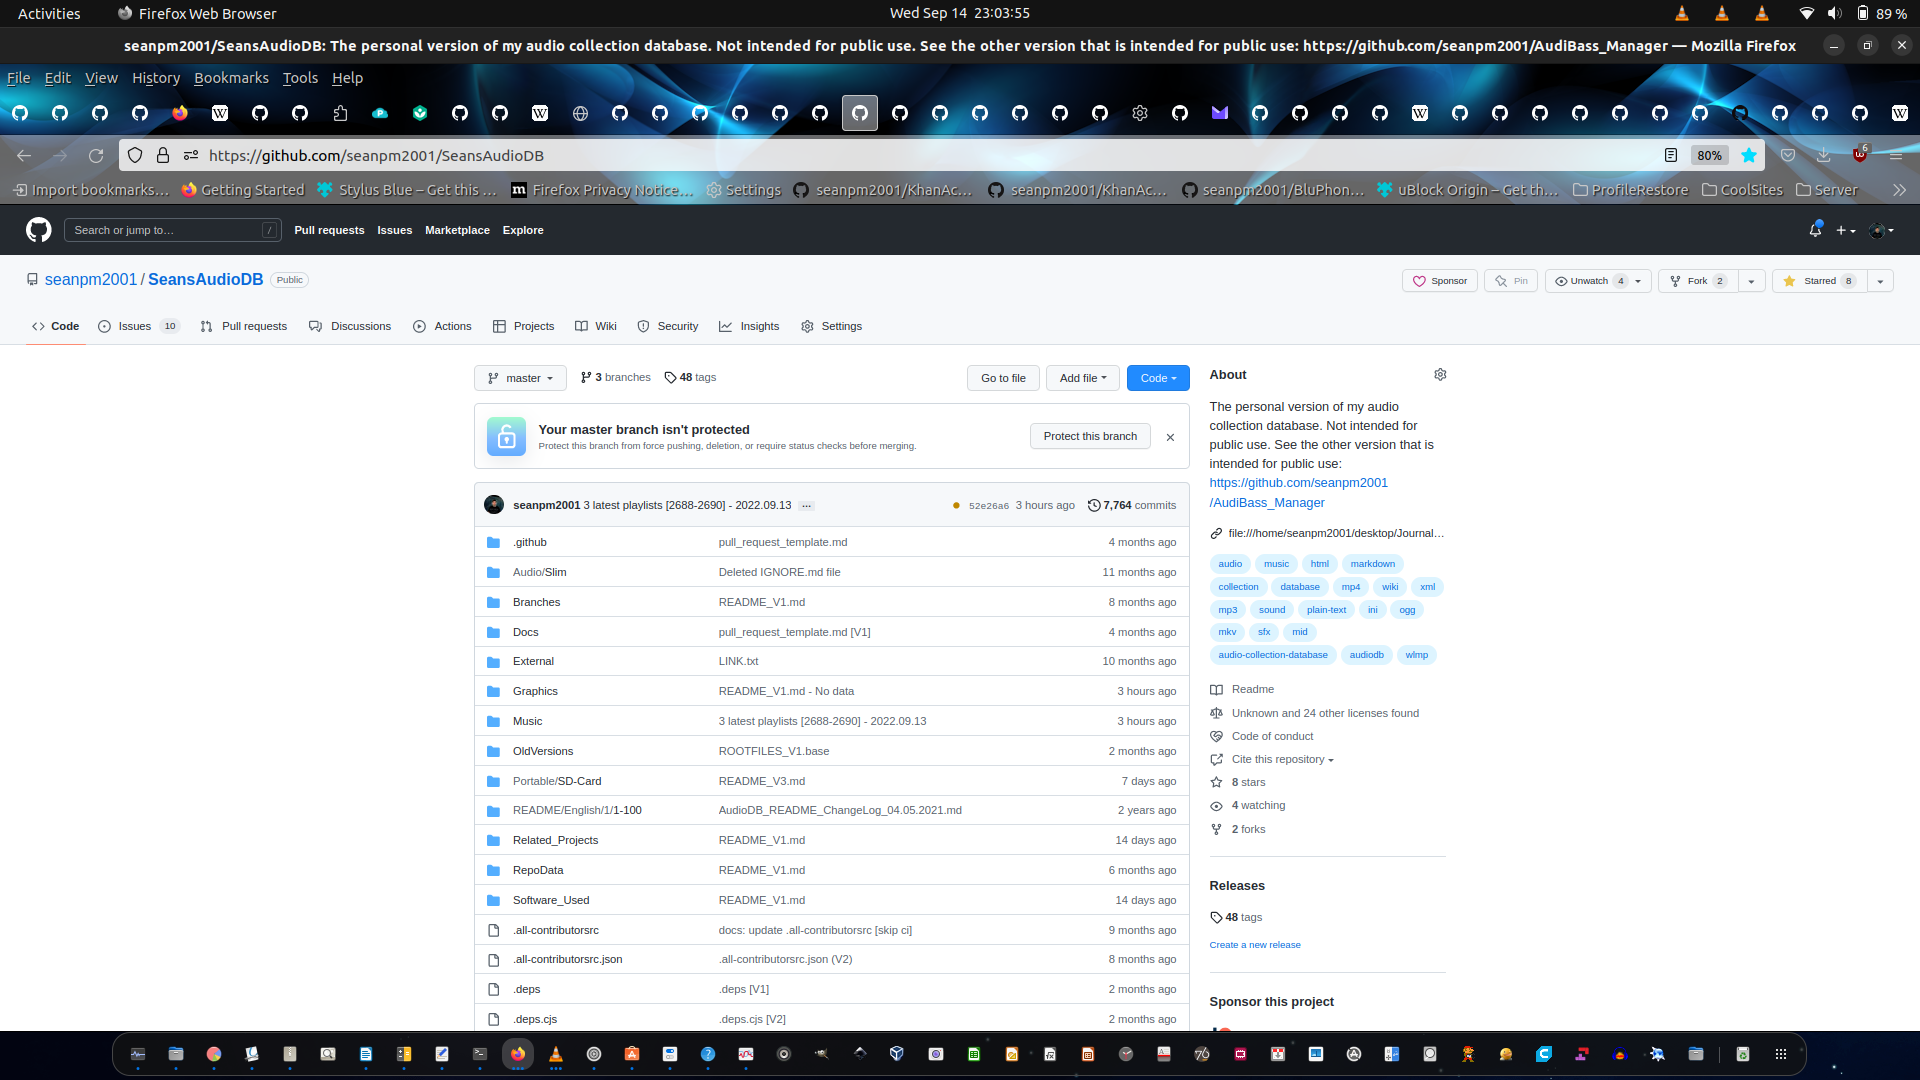 Activities
Firefox Web Browser
Wed Sep 14 23:03:55
89 %
seanpm2001/SeansAudioDB: The personal version of my audio collection database. Not intended for public use. See the other version that is intended for public use: https://github.com/seanpm2001/AudiBass_Manager — Mozilla Firefox
File Edit View History Bookmarks Tools Help
https://github.com/seanpm2001/SeansAudioDB
80%
6
Import bookmarks…
Getting Started
Stylus Blue – Get this …
Firefox Privacy Notice…
Settings
seanpm2001/KhanAc…
seanpm2001/KhanAc…
seanpm2001/BluPhon…
uBlock Origin – Get th…
ProfileRestore
CoolSites
Server
Search or jump to…
/
Pull requests
Issues
Marketplace
Explore
seanpm2001 / SeansAudioDB
Public
Sponsor
Pin
Unwatch 4
Fork 2
Starred 8
Code
Issues 10
Pull requests
Discussions
Actions
Projects
Wiki
Security
Insights
Settings
master
3 branches
48 tags
Go to file
Add file
Code
Your master branch isn't protected
Protect this branch from force pushing, deletion, or require status checks before merging.
Protect this branch
seanpm2001 3 latest playlists [2688-2690] - 2022.09.13
52e26a6 3 hours ago
7,764 commits
.github pull_request_template.md 4 months ago
Audio/Slim Deleted IGNORE.md file 11 months ago
Branches README_V1.md 8 months ago
Docs pull_request_template.md [V1] 4 months ago
External LINK.txt 10 months ago
Graphics README_V1.md - No data 3 hours ago
Music 3 latest playlists [2688-2690] - 2022.09.13 3 hours ago
OldVersions ROOTFILES_V1.base 2 months ago
Portable/SD-Card README_V3.md 7 days ago
README/English/1/1-100 AudioDB_README_ChangeLog_04.05.2021.md 2 years ago
Related_Projects README_V1.md 14 days ago
RepoData README_V1.md 6 months ago
Software_Used README_V1.md 14 days ago
.all-contributorsrc docs: update .all-contributorsrc [skip ci] 9 months ago
.all-contributorsrc.json .all-contributorsrc.json (V2) 8 months ago
.deps .deps [V1] 2 months ago
.deps.cjs .deps.cjs [V2] 2 months ago
About
The personal version of my audio
collection database. Not intended for
public use. See the other version that is
intended for public use:
https://github.com/seanpm2001
/AudiBass_Manager
file:///home/seanpm2001/desktop/Journal…
audio music html markdown
collection database mp4 wiki xml
mp3 sound plain-text ini ogg
mkv sfx mid
audio-collection-database audiodb wlmp
Readme
Unknown and 24 other licenses found
Code of conduct
Cite this repository
8 stars
4 watching
2 forks
Releases
48 tags
Create a new release
Sponsor this project